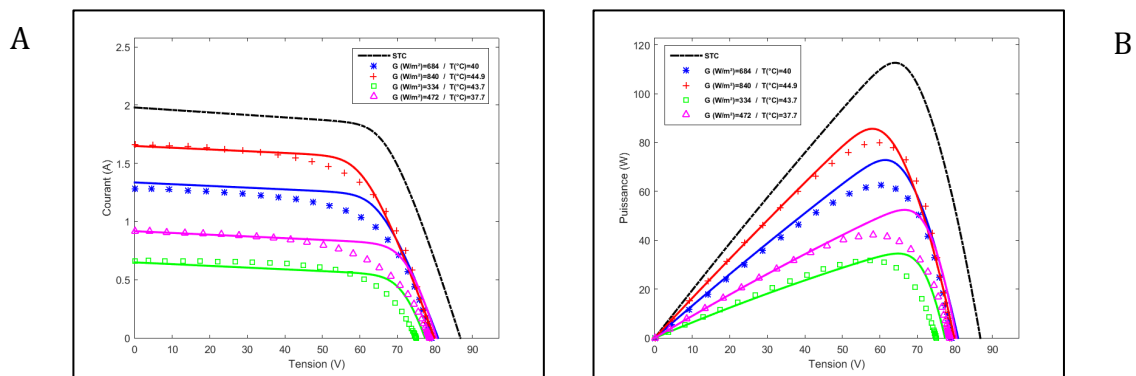 A
STC
G (W/m²)=684 / T(°C)=40
G (W/m²)=840 / T(°C)=44.9
G (W/m²)=334 / T(°C)=43.7
G (W/m²)=472 / T(°C)=37.7
2.5
2
1.5
1
0.5
0
Courant (A)
0 10 20 30 40 50 60 70 80 90
Tension (V)
STC
G (W/m²)=684 / T(°C)=40
G (W/m²)=840 / T(°C)=44.9
G (W/m²)=334 / T(°C)=43.7
G (W/m²)=472 / T(°C)=37.7
120
100
80
60
40
20
0
Puissance (W)
0 10 20 30 40 50 60 70 80 90
Tension (V)
B